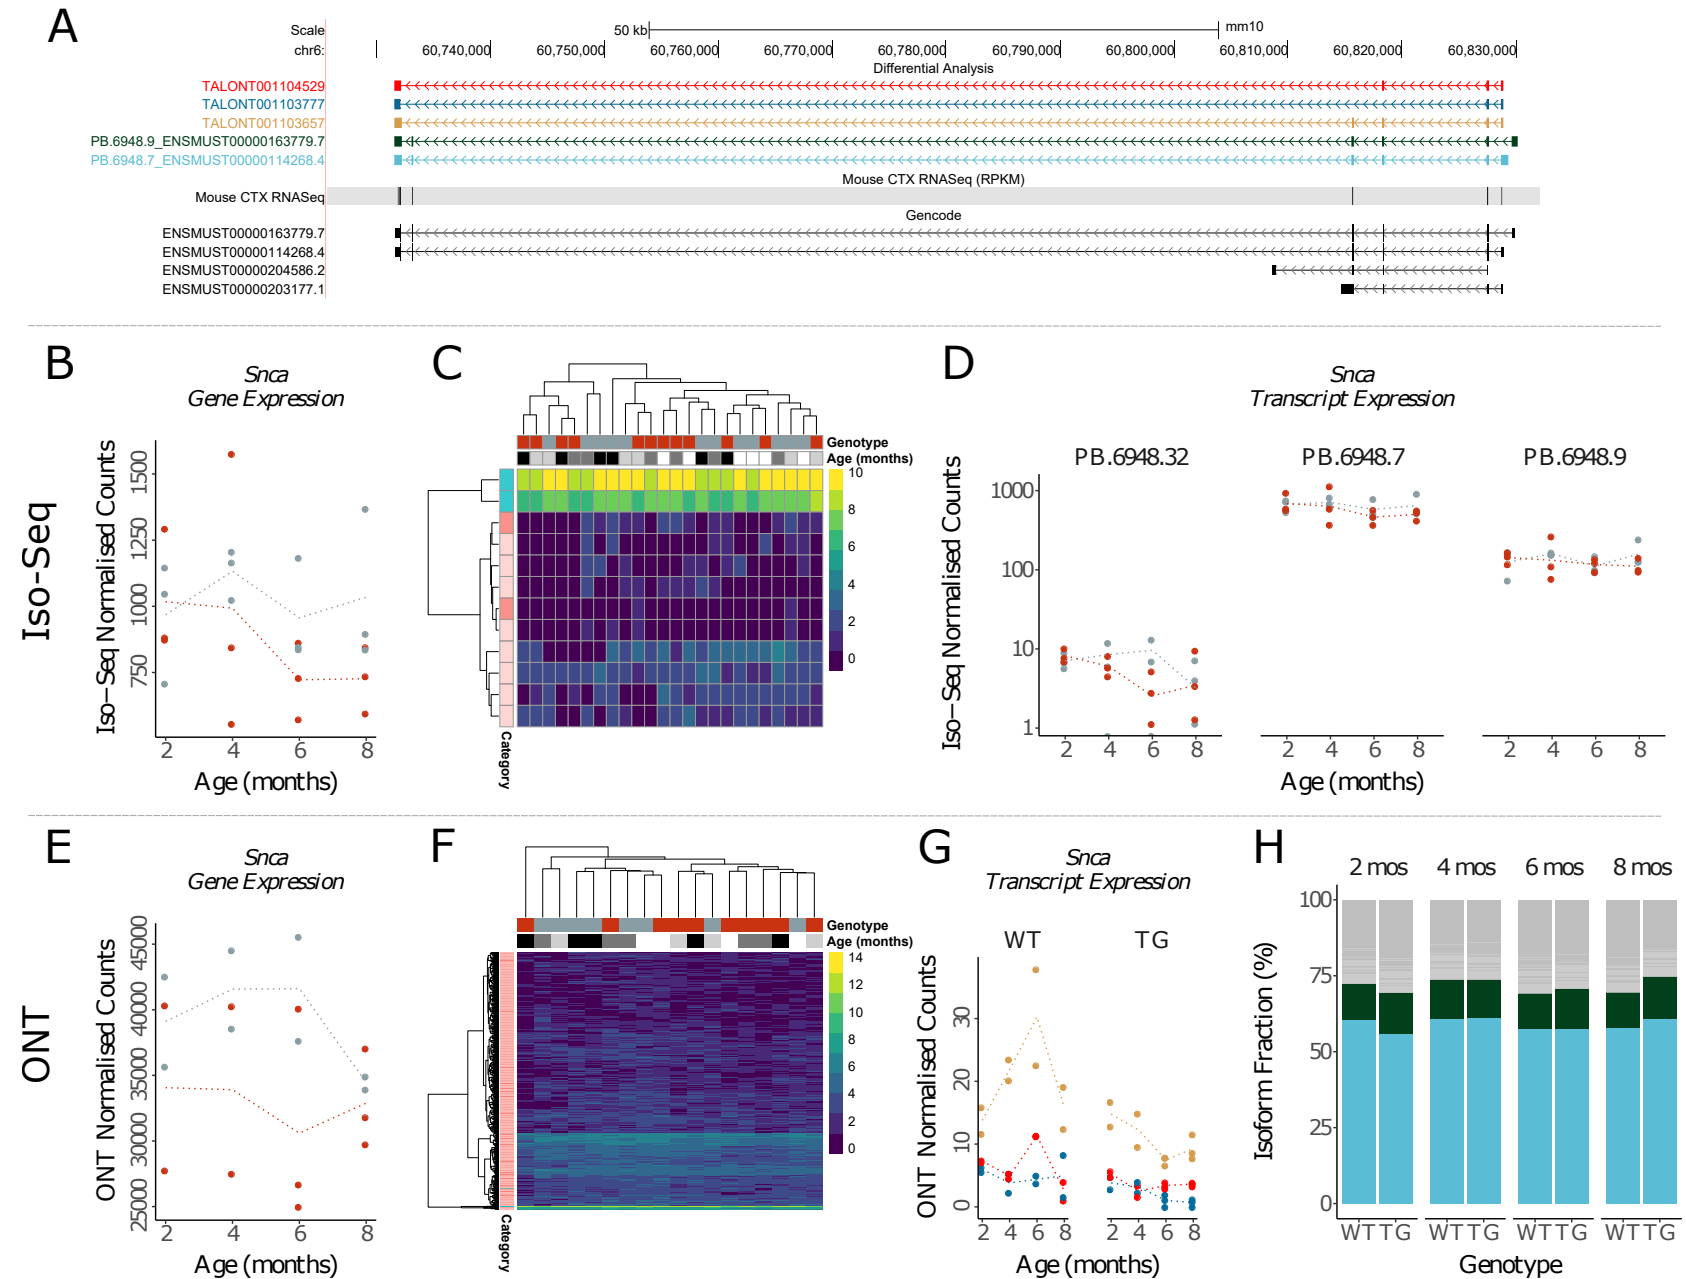 A
Scale 50 kb mm10
chr6: 60,740,000 60,750,000 60,760,000 60,770,000 60,780,000 60,790,000 60,800,000 60,810,000 60,820,000 60,830,000
Differential Analysis
TALONT001104529
TALONT001103777
TALONT001103657
PB.6948.9_ENSMUST00000163779.7
PB.6948.7_ENSMUST00000114268.4
Mouse CTX RNASeq (RPKM)
Mouse CTX RNASeq
Gencode
ENSMUST00000163779.7
ENSMUST00000114268.4
ENSMUST00000204586.2
ENSMUST00000203177.1
Iso-Seq
B
Snca
Gene Expression
Iso−Seq Normalised Counts
1500
1250
1000
750
2 4 6 8
Age (months)
C
Genotype
Age (months)
10
8
6
4
2
0
Category
D
Snca
Transcript Expression
PB.6948.32 PB.6948.7 PB.6948.9
Iso−Seq Normalised Counts
1000
100
10
1
2 4 6 8 2 4 6 8 2 4 6 8
Age (months)
ONT
E
Snca
Gene Expression
ONT Normalised Counts
45000
40000
35000
30000
25000
2 4 6 8
Age (months)
F
Genotype
Age (months)
14
12
10
8
6
4
2
0
Category
G
Snca
Transcript Expression
WT TG
ONT Normalised Counts
30
20
10
0
2 4 6 8 2 4 6 8
Age (months)
H
2 mos 4 mos 6 mos 8 mos
Isoform Fraction (%)
100
75
50
25
0
WT TG WT TG WT TG WT TG
Genotype